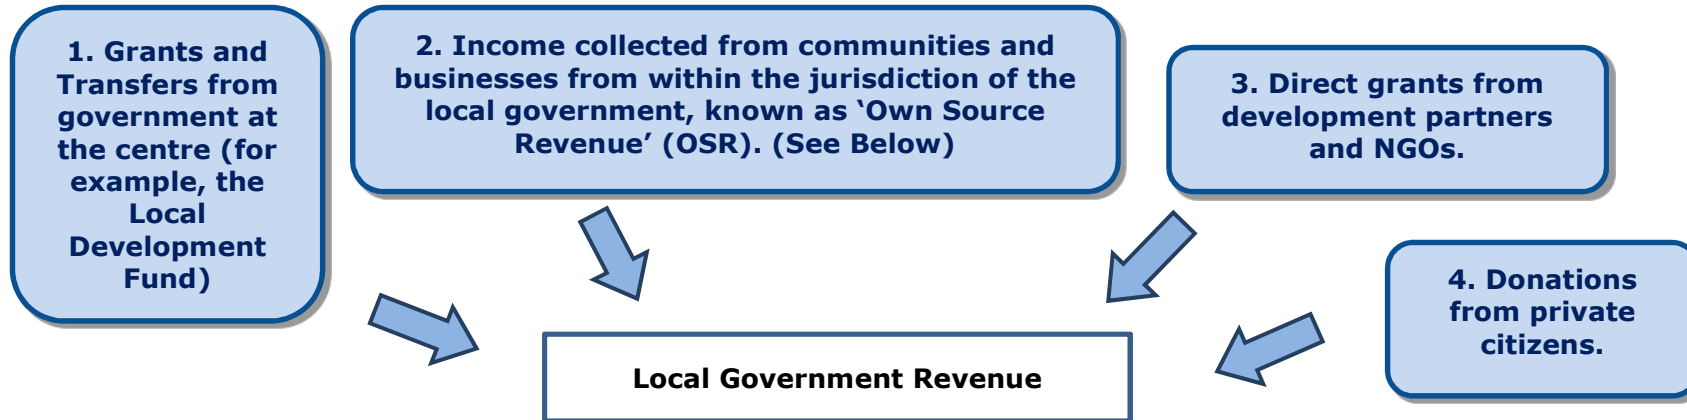 1. Grants and
Transfers from
government at
the centre (for
example, the
Local
Development
Fund)
2. Income collected from communities and
businesses from within the jurisdiction of the
local government, known as ‘Own Source
Revenue’ (OSR). (See Below)
3. Direct grants from
development partners
and NGOs.
4. Donations
from private
citizens.
Local Government Revenue